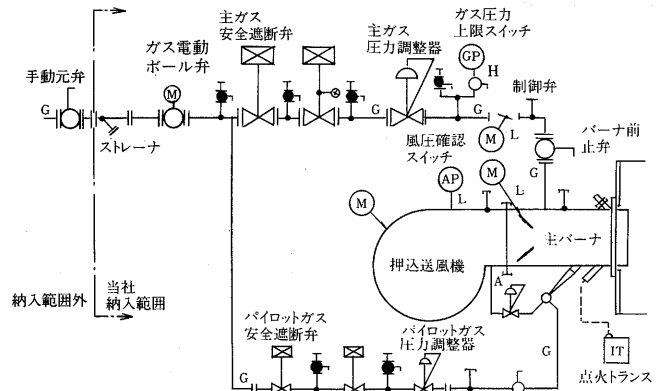 ガス圧力
上限スイッチ
主ガス
安全遮断弁
主ガス
圧力調整器
ガス電動
ボール弁
GP
H
制御弁
手動元弁
M
G
G
G
L
M
ストレーナ
風圧確認
スイッチ
バーナ前
止弁
AP
M
L
L
G
M
主バーナ
押込送風機
A
納入範囲外
当社
納入範囲
パイロットガス
安全遮断弁
パイロットガス
圧力調整器
G
G
IT
点火トランス